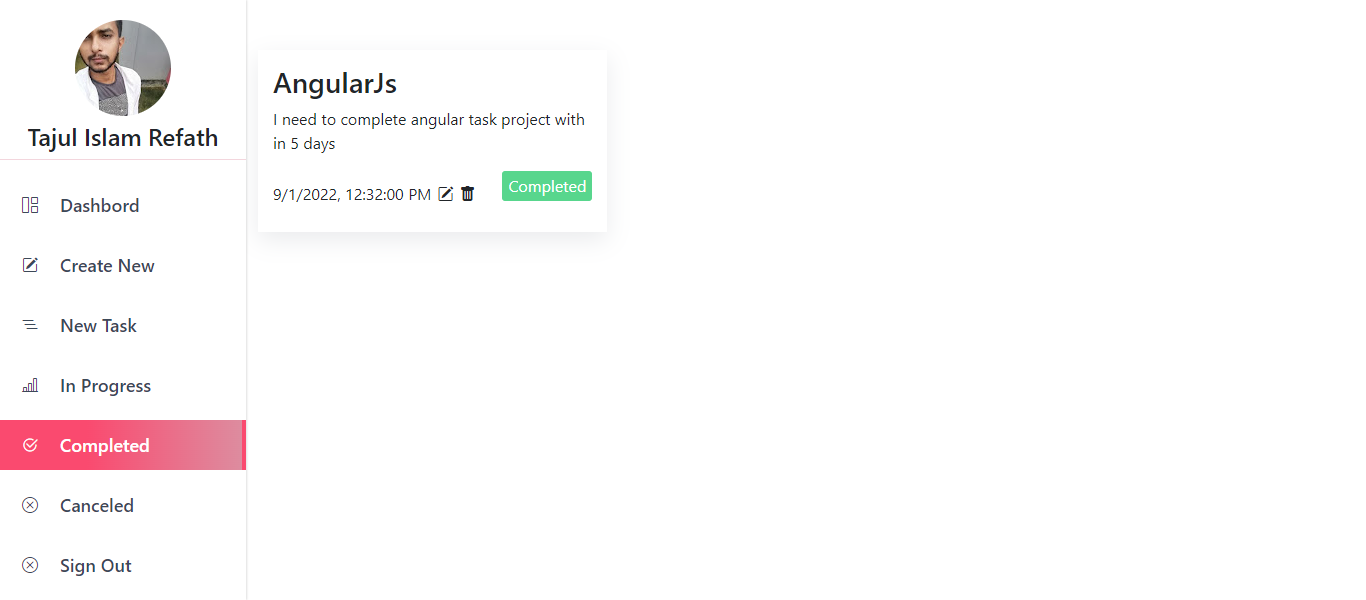 Tajul Islam Refath
Dashbord
Create New
New Task
In Progress
Completed
Canceled
Sign Out
AngularJs
I need to complete angular task project with
in 5 days
9/1/2022, 12:32:00 PM
Completed